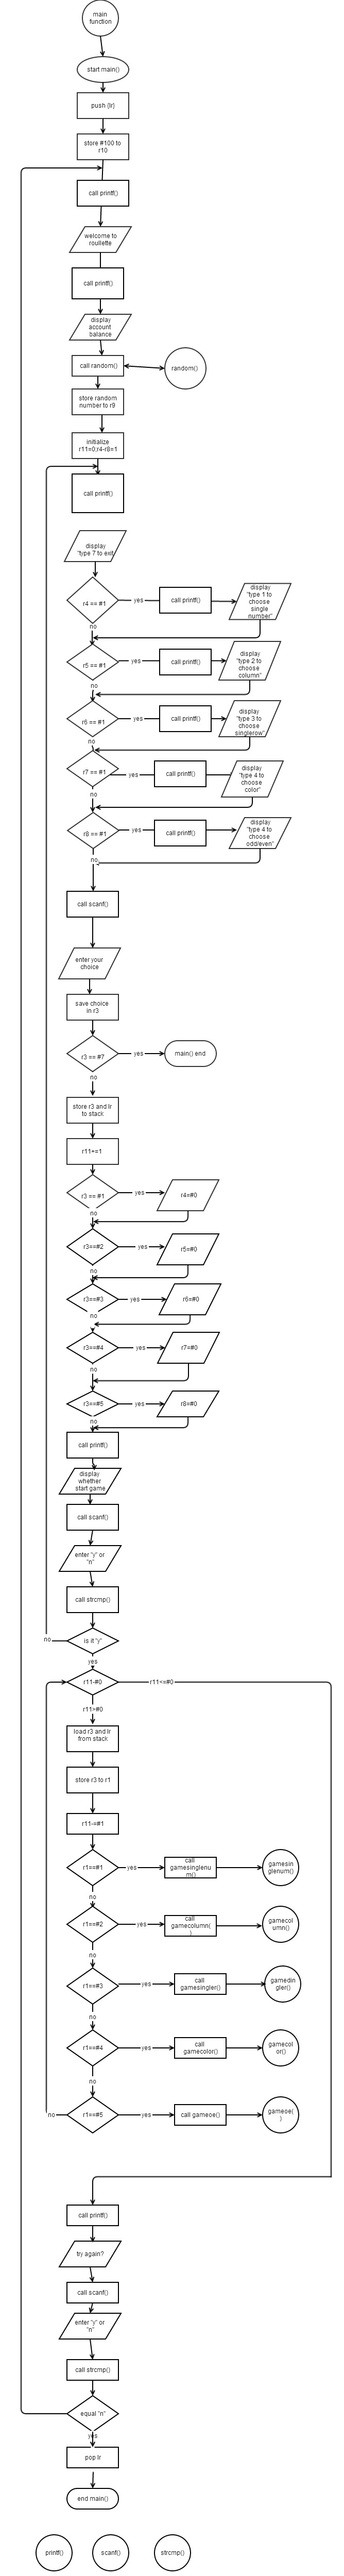 main
function
start main()
push {lr}
store #100 to
r10
call printf()
welcome to
roullette
call printf()
display
account
balance
call random()
random()
store random
number to r9
initialize
r11=0;r4-r8=1
call printf()
display
"type 7 to exit
r4 == #1
yes
call printf()
display
"type 1 to
choose
single
number"
no
r5 == #1
yes
call printf()
display
"type 2 to
choose
column"
no
r6 == #1
yes
call printf()
display
"type 3 to
choose
singlerow"
no
r7 == #1
yes
call printf()
display
"type 4 to
choose
color"
no
r8 == #1
yes
call printf()
display
"type 4 to
choose
odd/even"
no
call scanf()
enter your
choice
save choice
in r3
r3 == #7
yes
main() end
no
store r3 and lr
to stack
r11+=1
r3 == #1
yes
r4=#0
no
r3==#2
yes
r5=#0
no
r3==#3
yes
r6=#0
no
r3==#4
yes
r7=#0
no
r3==#5
yes
r8=#0
no
call printf()
display
whether
start game
call scanf()
enter "y" or
"n"
call strcmp()
is it "y"
no
yes
r11-#0
r11<=#0
r11>#0
load r3 and lr
from stack
store r3 to r1
r11-=#1
r1==#1
yes
call
gamesinglenu
m()
gamesin
glenum()
no
r1==#2
yes
call
gamecolumn(
)
gamecol
umn()
no
r1==#3
yes
call
gamesingler()
gamedin
gler()
no
r1==#4
yes
call
gamecolor()
gamecol
or()
no
r1==#5
no
yes
call gameoe()
gameoe(
)
call printf()
try again?
call scanf()
enter "y" or
"n"
call strcmp()
equal "n"
yes
pop lr
end main()
printf()
scanf()
strcmp()